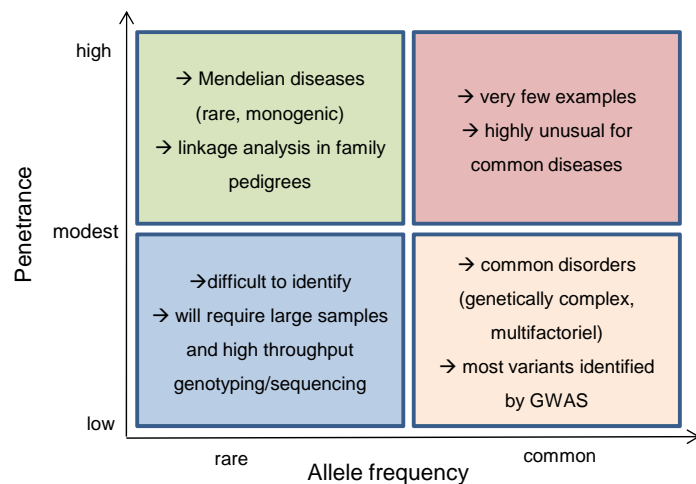 high
→ Mendelian diseases
(rare, monogenic)
→ linkage analysis in family
pedigrees
→ very few examples
→ highly unusual for
common diseases
modest
Penetrance
→difficult to identify
→ will require large samples
and high throughput
genotyping/sequencing
→ common disorders
(genetically complex,
multifactoriel)
→ most variants identified
by GWAS
low
rare
common
Allele frequency